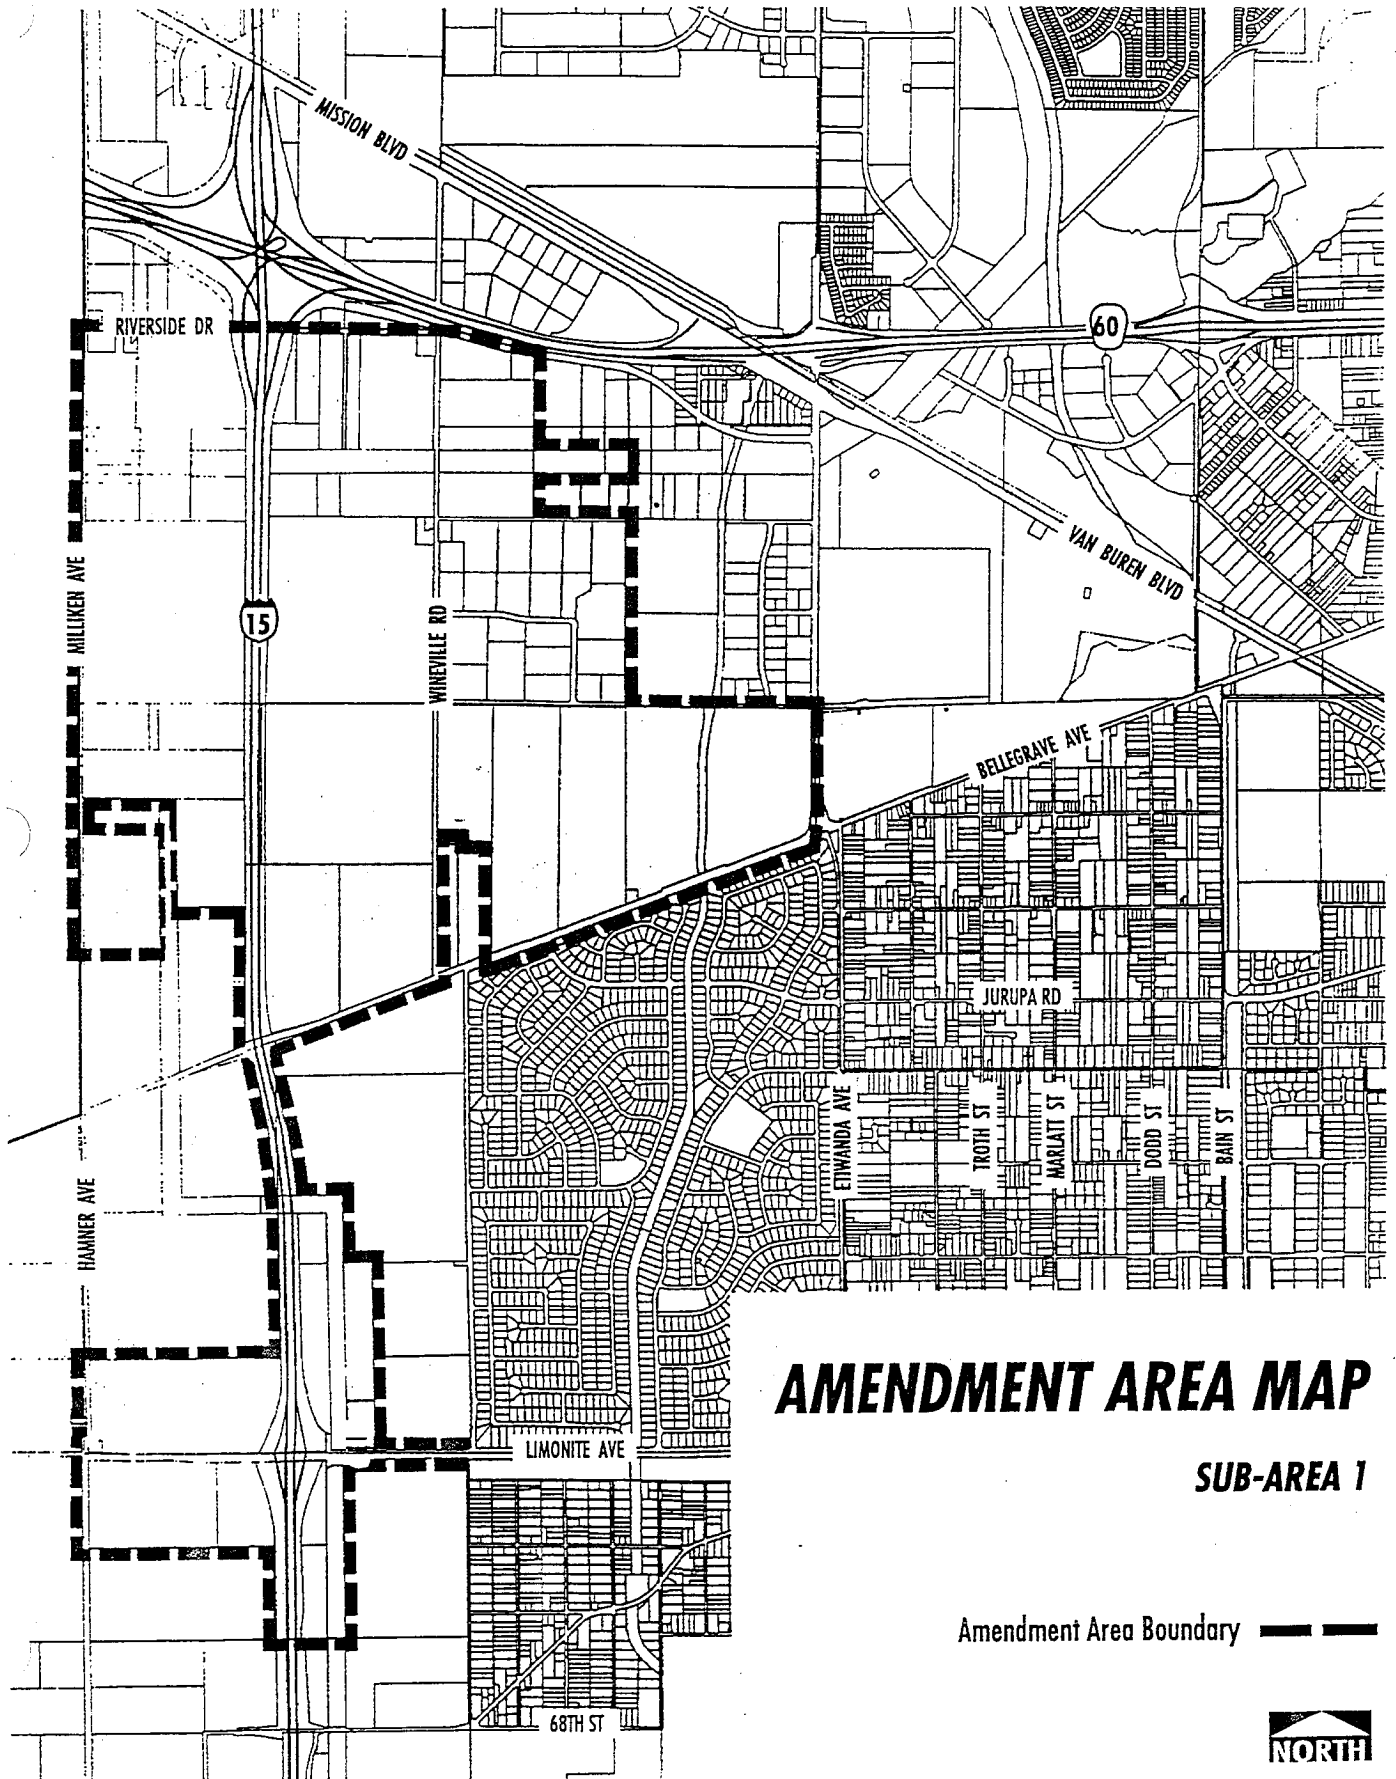 MISSION BLVD
RIVERSIDE DR
60
MILLIKEN AVE
15
WINEVILLE RD
VAN BUREN BLVD
BELLEGRAVE AVE
JURUPA RD
HAMNER AVE
ETIWANDA AVE
TROTH ST
MARLATT ST
DODD ST
BAIN ST
AMENDMENT AREA MAP
LIMONITE AVE
SUB-AREA 1
Amendment Area Boundary
68TH ST
NORTH